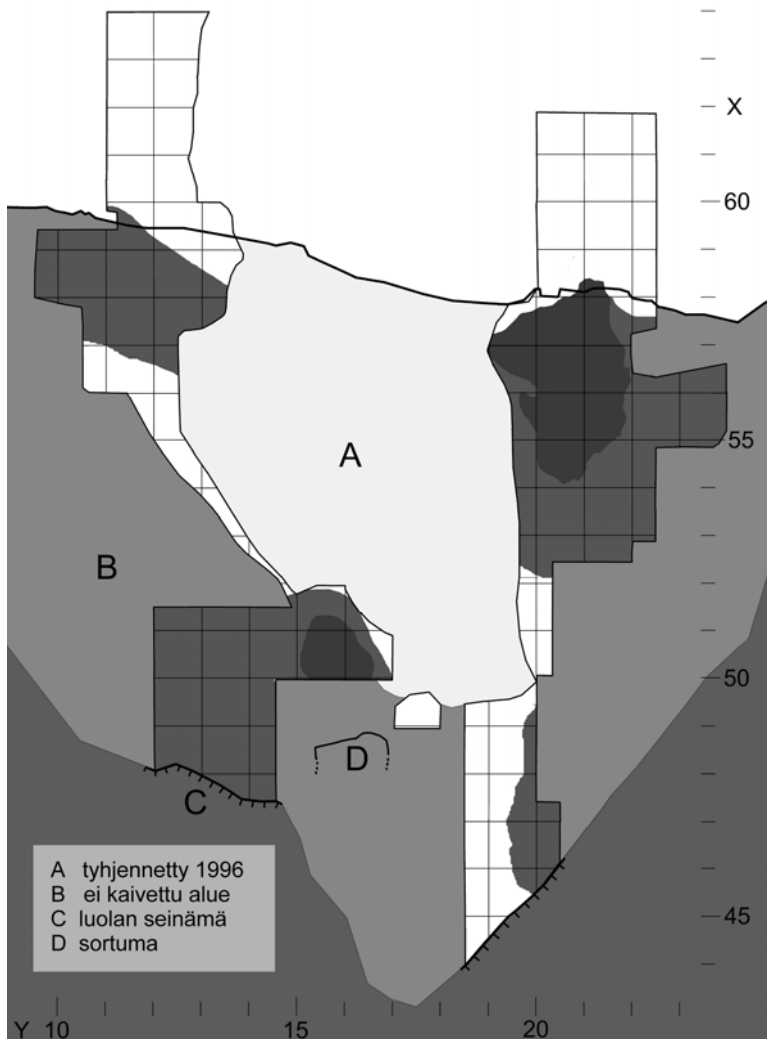 X
60
A
55
B
50
D
C
A tyhjennetty 1996
B ei kaivettu alue
C luolan seinämä
D sortuma
45
Y 10 15 20